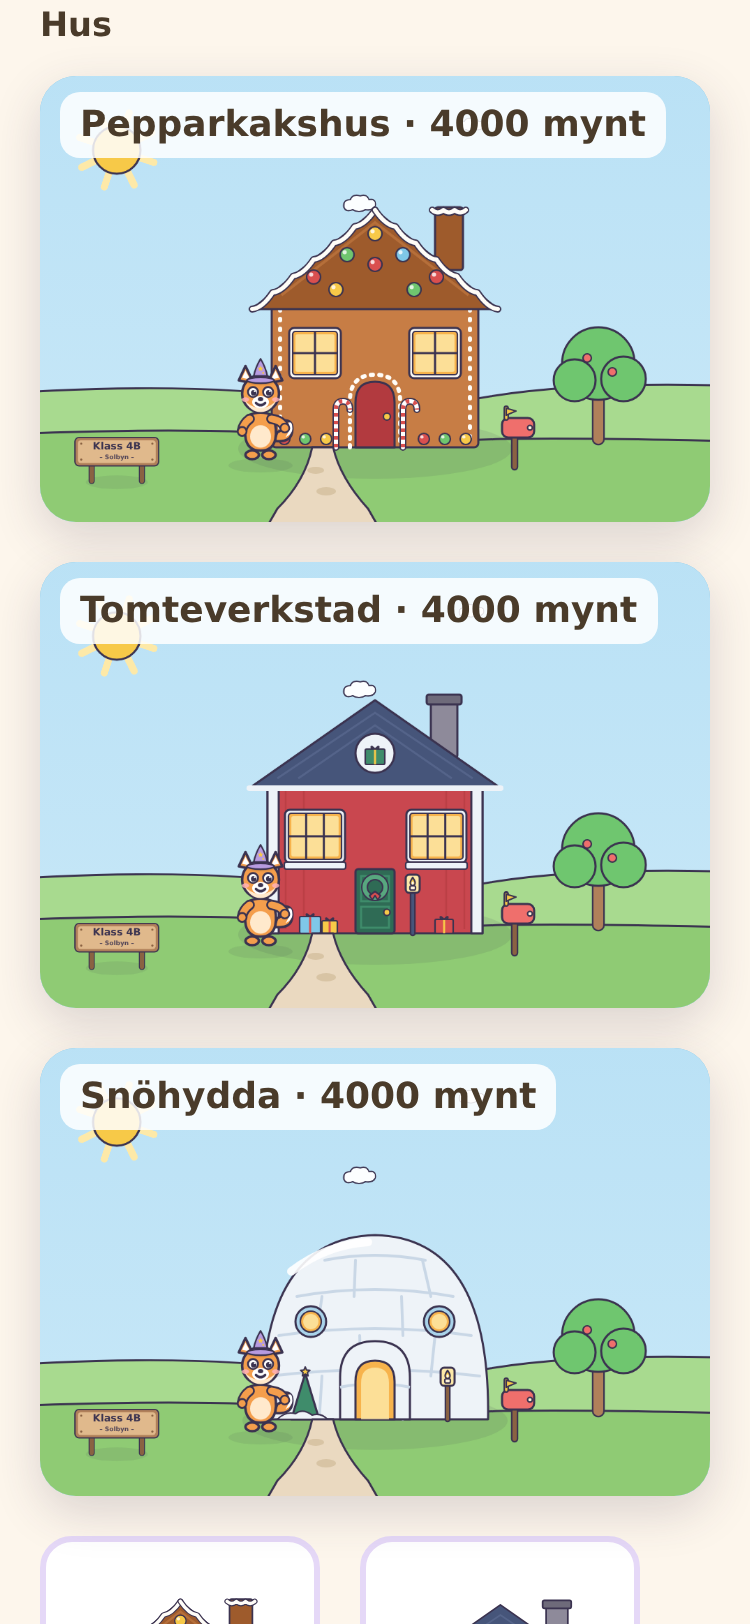 Hus
Pepparkakshus · 4000 mynt
Klass 4B
– Solbyn –
Tomteverkstad · 4000 mynt
Klass 4B
– Solbyn –
Snöhydda · 4000 mynt
Klass 4B
– Solbyn –